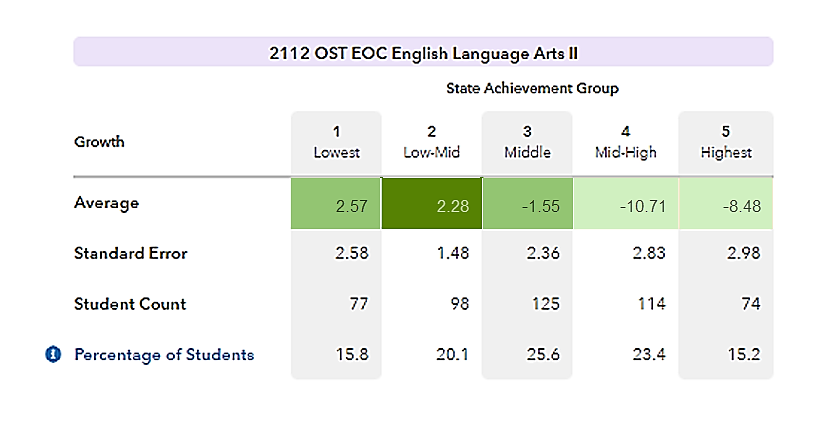 2112 OST EOC English Language Arts II
State Achievement Group
Growth 1 2 3 4 5
Lowest Low-Mid Middle Mid-High Highest
Average 2.57 2.28 -1.55 -10.71 -8.48
Standard Error 2.58 1.48 2.36 2.83 2.98
Student Count 77 98 125 114 74
Percentage of Students 15.8 20.1 25.6 23.4 15.2